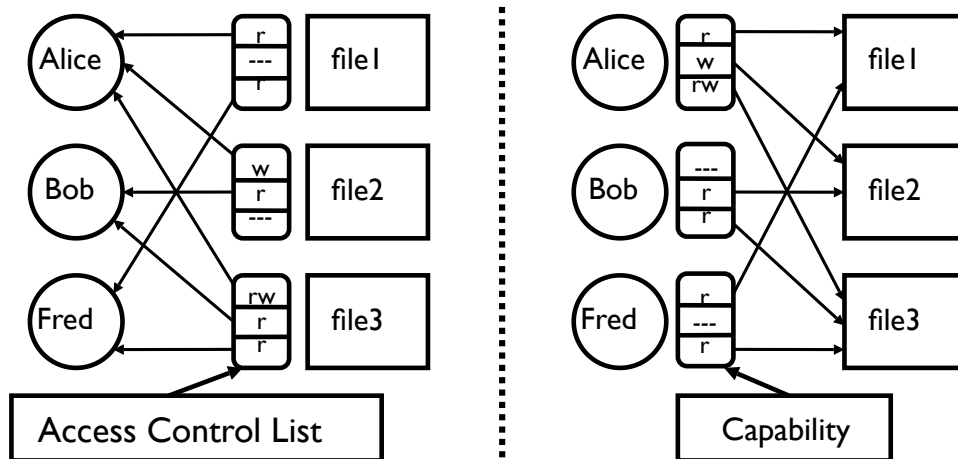 Alice
r
---
r
file1
Bob
w
r
---
file2
Fred
rw
r
r
file3
Access Control List
Alice
r
w
rw
file1
Bob
---
r
r
file2
Fred
r
---
r
file3
Capability